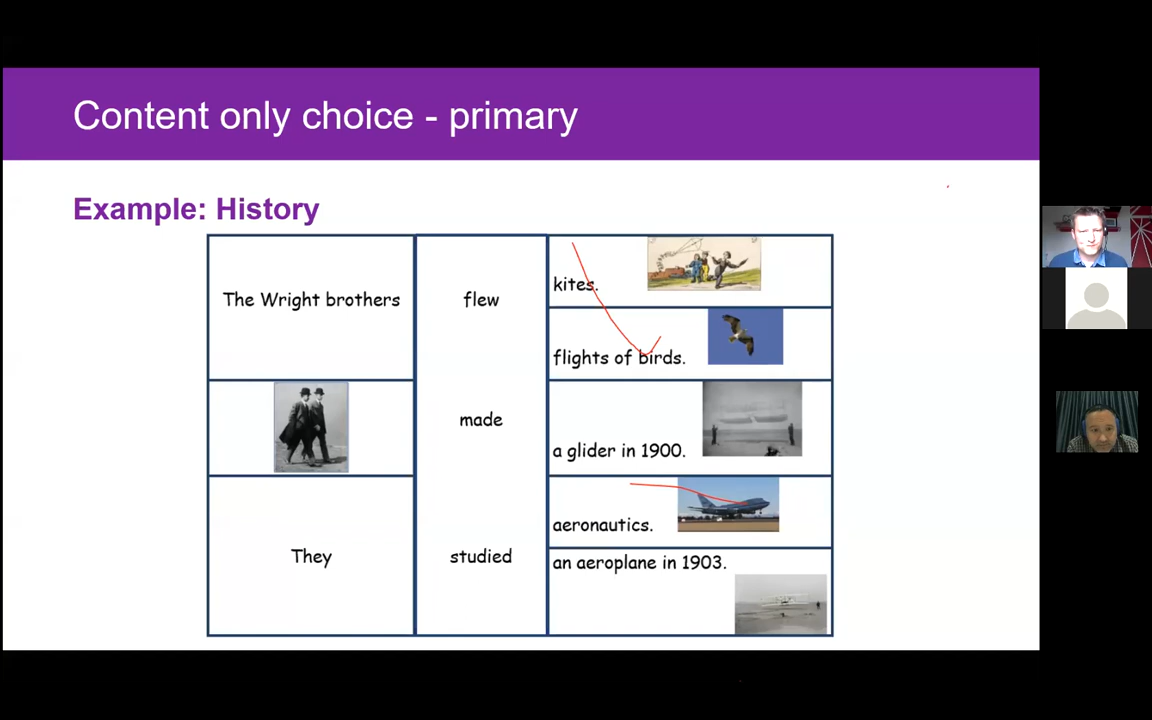 Content only choice - primary
Example: History
The Wright brothers
flew
kites.
flights of birds.
made
a glider in 1900.
They
studied
aeronautics.
an aeroplane in 1903.